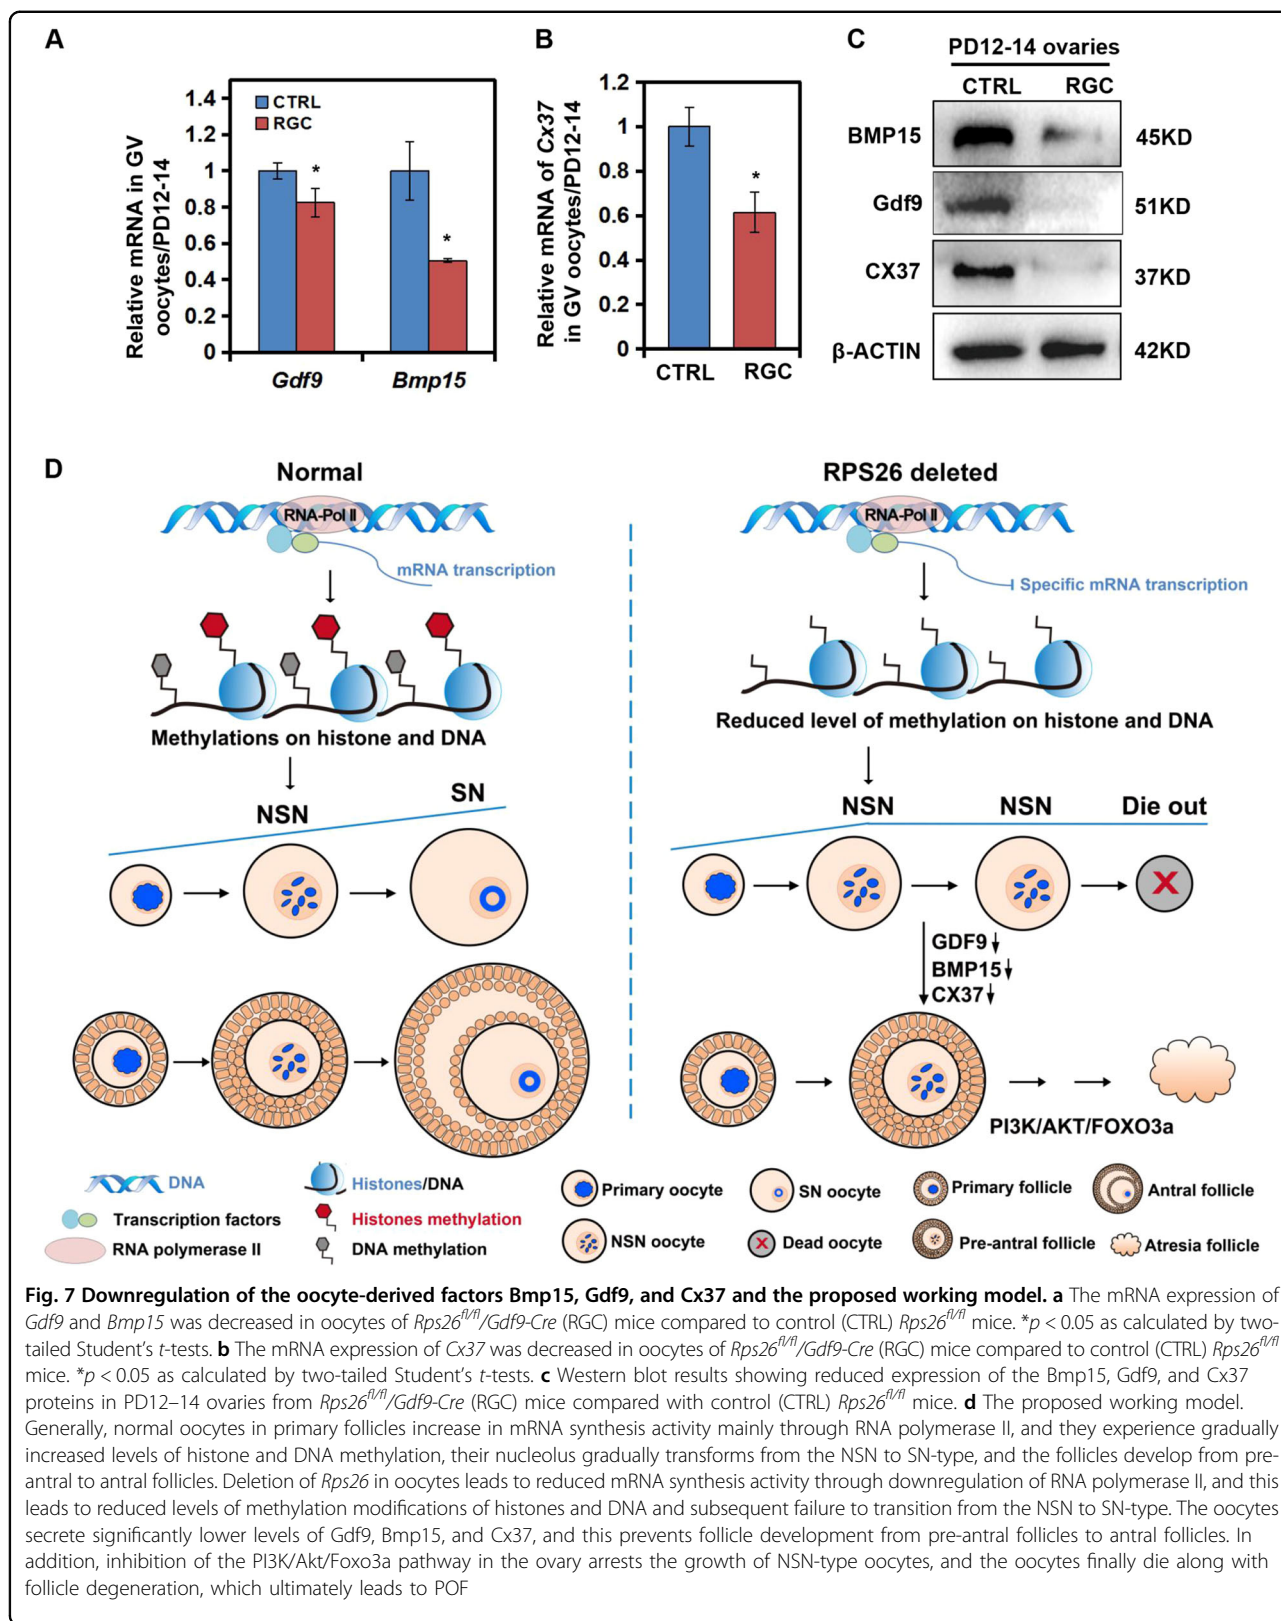 A
Relative mRNA in GV
oocytes/PD12-14
1.4
1.2
1
0.8
0.6
0.4
0.2
0
CTRL
RGC
*
*
Gdf9
Bmp15
B
Relative mRNA of Cx37
in GV oocytes/PD12-14
1.2
1
0.8
0.6
0.4
0.2
0
*
CTRL
RGC
C
PD12-14 ovaries
CTRL
RGC
BMP15
45KD
Gdf9
51KD
CX37
37KD
β-ACTIN
42KD
D
Normal
RNA-Pol II
mRNA transcription
Methylations on histone and DNA
NSN
SN
RPS26 deleted
RNA-Pol II
Specific mRNA transcription
Reduced level of methylation on histone and DNA
NSN
NSN
Die out
X
GDF9
BMP15
CX37
PI3K/AKT/FOXO3a
DNA
Transcription factors
RNA polymerase II
Histones/DNA
Histones methylation
DNA methylation
Primary oocyte
NSN oocyte
SN oocyte
X
Dead oocyte
Primary follicle
Pre-antral follicle
Antral follicle
Atresia follicle
Fig. 7 Downregulation of the oocyte-derived factors Bmp15, Gdf9, and Cx37 and the proposed working model. a The mRNA expression of
Gdf9 and Bmp15 was decreased in oocytes of Rps26fl/fl/Gdf9-Cre (RGC) mice compared to control (CTRL) Rps26fl/fl mice. *p < 0.05 as calculated by two-
tailed Student's t-tests. b The mRNA expression of Cx37 was decreased in oocytes of Rps26fl/fl/Gdf9-Cre (RGC) mice compared to control (CTRL) Rps26fl/fl
mice. *p < 0.05 as calculated by two-tailed Student's t-tests. c Western blot results showing reduced expression of the Bmp15, Gdf9, and Cx37
proteins in PD12–14 ovaries from Rps26fl/fl/Gdf9-Cre (RGC) mice compared with control (CTRL) Rps26fl/fl mice. d The proposed working model.
Generally, normal oocytes in primary follicles increase in mRNA synthesis activity mainly through RNA polymerase II, and they experience gradually
increased levels of histone and DNA methylation, their nucleolus gradually transforms from the NSN to SN-type, and the follicles develop from pre-
antral to antral follicles. Deletion of Rps26 in oocytes leads to reduced mRNA synthesis activity through downregulation of RNA polymerase II, and this
leads to reduced levels of methylation modifications of histones and DNA and subsequent failure to transition from the NSN to SN-type. The oocytes
secrete significantly lower levels of Gdf9, Bmp15, and Cx37, and this prevents follicle development from pre-antral follicles to antral follicles. In
addition, inhibition of the PI3K/Akt/Foxo3a pathway in the ovary arrests the growth of NSN-type oocytes, and the oocytes finally die along with
follicle degeneration, which ultimately leads to POF